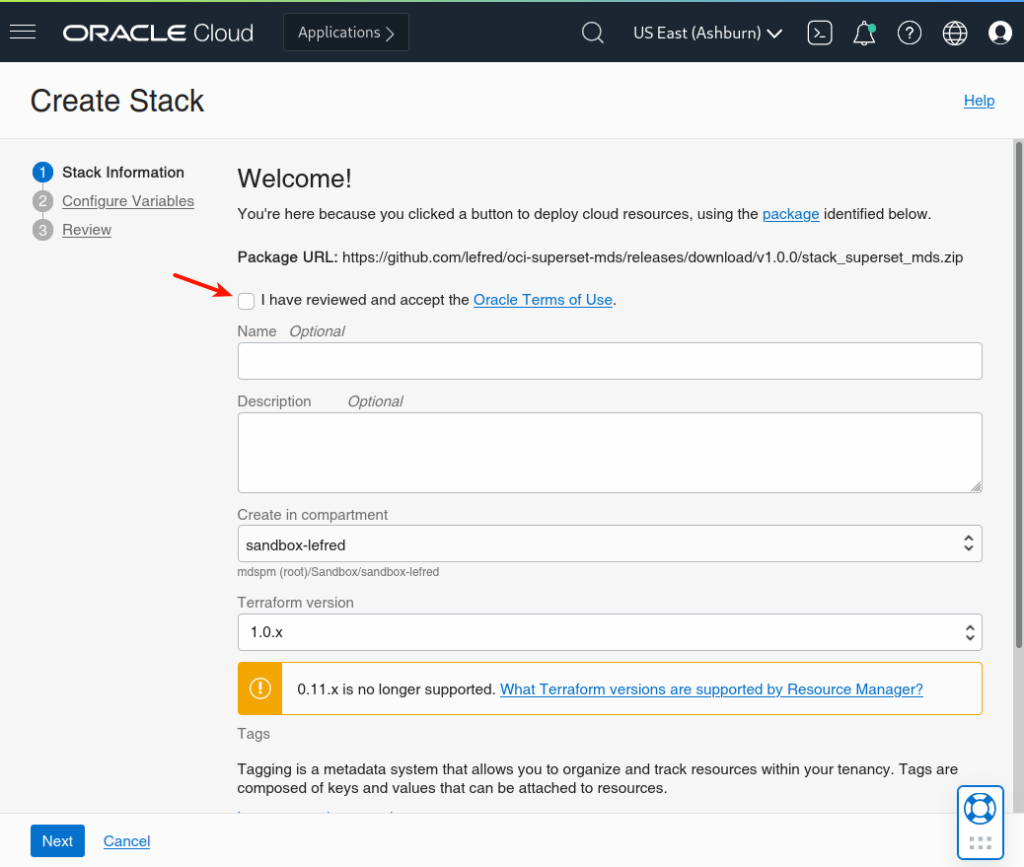 ORACLE Cloud
Applications
US East (Ashburn)
Create Stack
Help
1 Stack Information
2 Configure Variables
3 Review
Welcome!
You're here because you clicked a button to deploy cloud resources, using the package identified below.
Package URL: https://github.com/lefred/oci-superset-mds/releases/download/v1.0.0/stack_superset_mds.zip
I have reviewed and accept the Oracle Terms of Use.
Name Optional
Description Optional
Create in compartment
sandbox-lefred
mdspm (root)/Sandbox/sandbox-lefred
Terraform version
1.0.x
0.11.x is no longer supported. What Terraform versions are supported by Resource Manager?
Tags
Tagging is a metadata system that allows you to organize and track resources within your tenancy. Tags are
composed of keys and values that can be attached to resources.
Next
Cancel